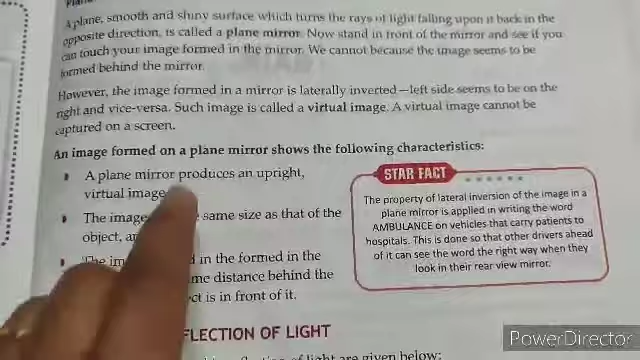 A plane, smooth and shiny surface which turns the rays of light falling upon it back in the
opposite direction, is called a plane mirror. Now stand in front of the mirror and see if you
can touch your image formed in the mirror. We cannot because the image seems to be
formed behind the mirror.
However, the image formed in a mirror is laterally inverted—left side seems to be on the
right and vice-versa. Such image is called a virtual image. A virtual image cannot be
captured on a screen.
An image formed on a plane mirror shows the following characteristics:
A plane mirror produces an upright,
virtual image
The image same size as that of the
object,
The in the formed in the
distance behind the
is in front of it.
STAR FACT
The property of lateral inversion of the image in a
plane mirror is applied in writing the word
AMBULANCE on vehicles that carry patients to
hospitals. This is done so that other drivers ahead
of it can see the word the right way when they
look in their rear view mirror.
FLECTION OF LIGHT
of light are given below:
PowerDirector